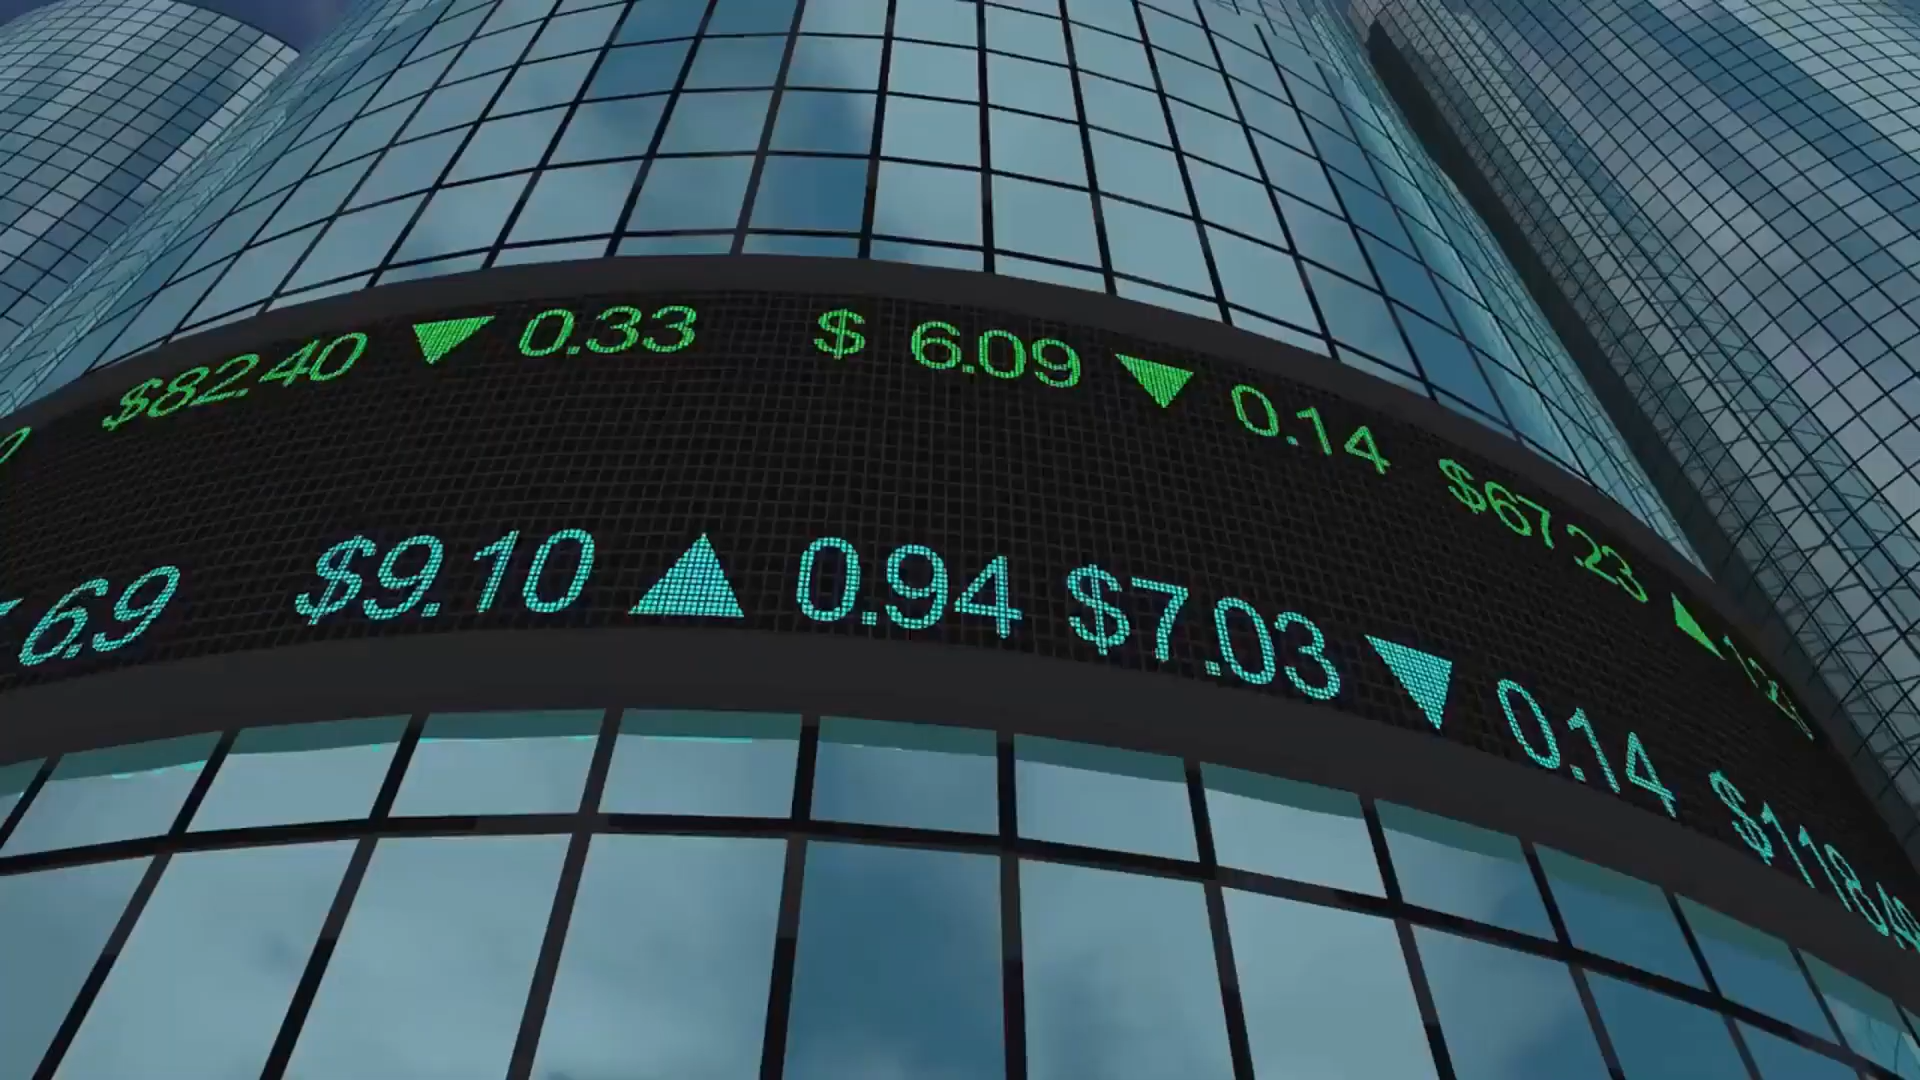 $82.40 ▼ 0.33 $ 6.09 ▼ 0.14 $67.23 ▲
6.9 $9.10 ▲ 0.94 $7.03 ▼ 0.14